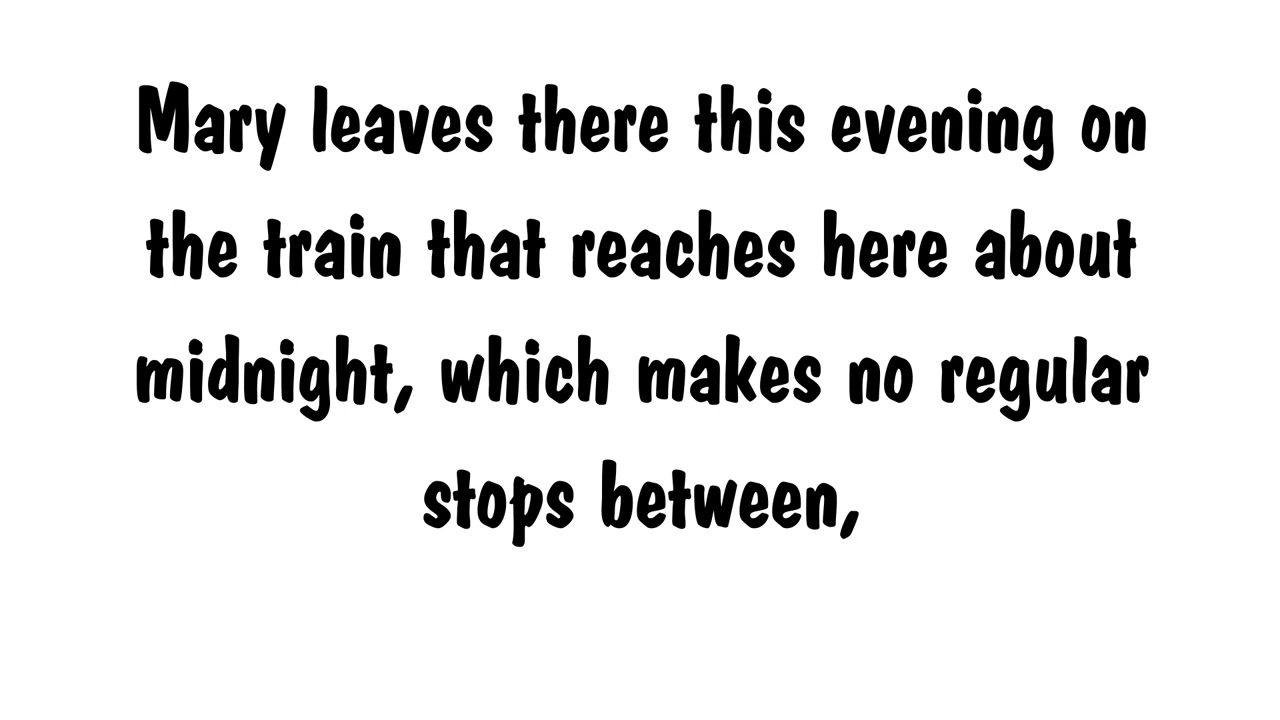 Mary leaves there this evening on
the train that reaches here about
midnight, which makes no regular
stops between,